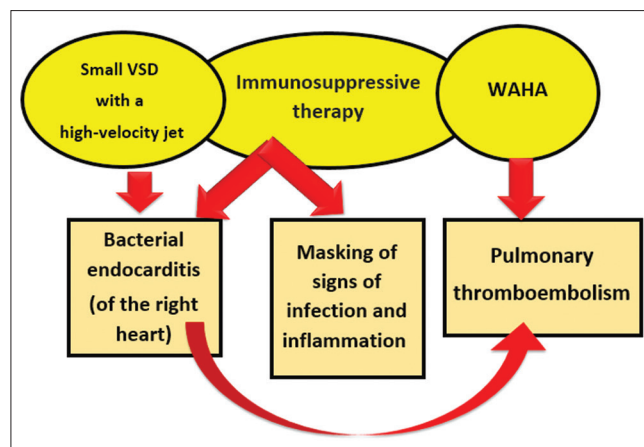 Small VSD
with a
high-velocity jet
Immunosuppressive
therapy
WAHA
Bacterial
endocarditis
(of the right
heart)
Masking of
signs of
infection and
inflammation
Pulmonary
thromboembolism